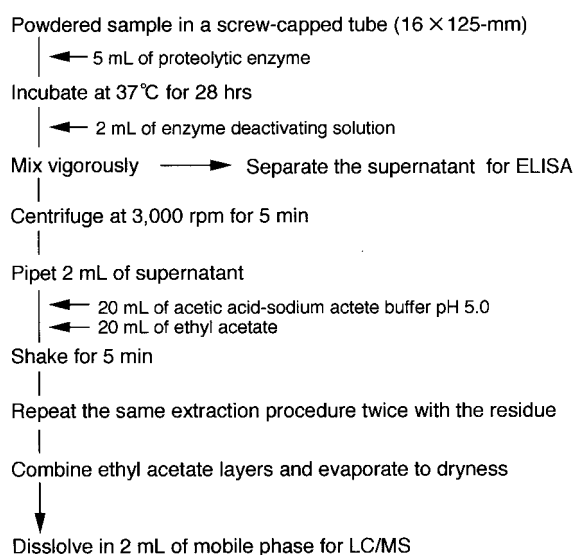 Powdered sample in a screw-capped tube (16 × 125-mm)
5 mL of proteolytic enzyme
Incubate at 37℃ for 28 hrs
2 mL of enzyme deactivating solution
Mix vigorously Separate the supernatant for ELISA
Centrifuge at 3,000 rpm for 5 min
Pipet 2 mL of supernatant
20 mL of acetic acid-sodium actete buffer pH 5.0
20 mL of ethyl acetate
Shake for 5 min
Repeat the same extraction procedure twice with the residue
Combine ethyl acetate layers and evaporate to dryness
Disslolve in 2 mL of mobile phase for LC/MS